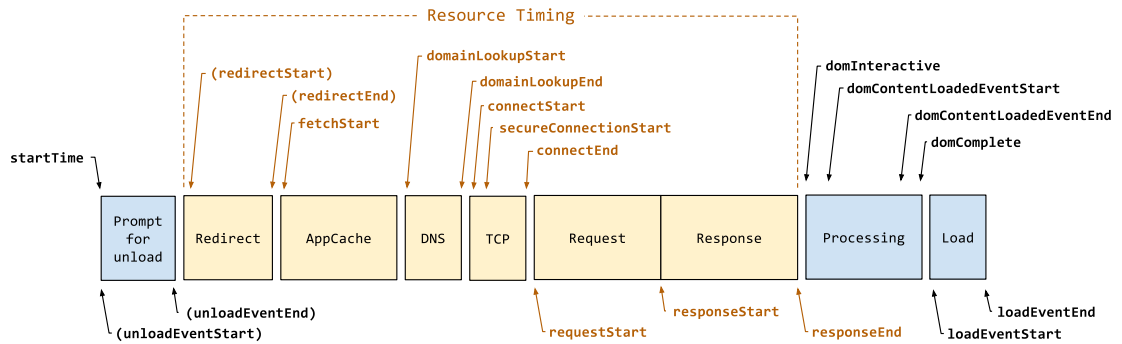 Resource Timing
domainLookupStart
domInteractive
(redirectStart)
domainLookupEnd
domContentLoadedEventStart
(redirectEnd)
connectStart
domContentLoadedEventEnd
fetchStart
secureConnectionStart
domComplete
connectEnd
startTime
Prompt
for
unload
Redirect
AppCache
DNS
TCP
Request
Response
Processing
Load
(unloadEventEnd)
responseStart
loadEventEnd
(unloadEventStart)
requestStart
responseEnd
loadEventStart